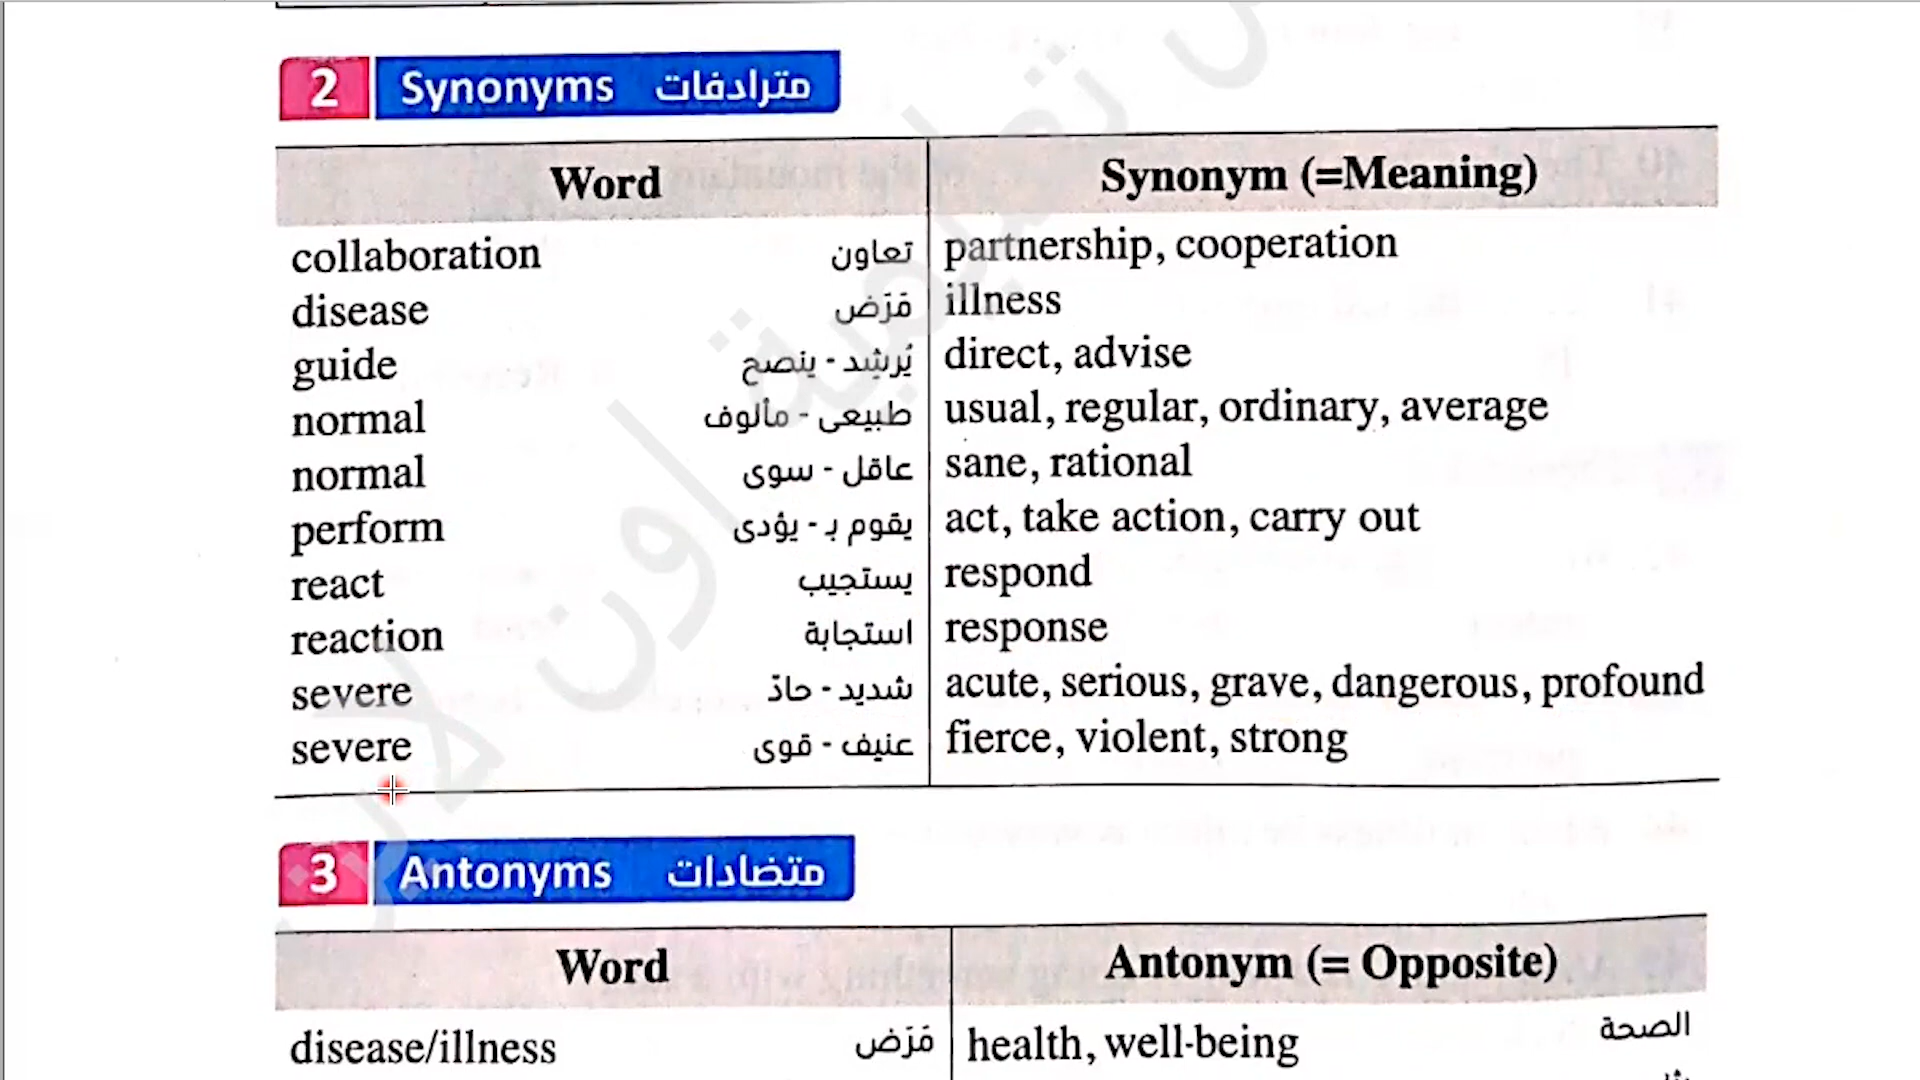 2 Synonyms مترادفات
Word Synonym (=Meaning)
collaboration تعاون partnership, cooperation
disease مَرَض illness
guide يُرشِد - ينصح direct, advise
normal طبيعى - مألوف usual, regular, ordinary, average
normal عاقل - سوى sane, rational
perform يقوم بـ - يؤدى act, take action, carry out
react يستجيب respond
reaction استجابة response
severe شديد - حادّ acute, serious, grave, dangerous, profound
severe عنيف - قوى fierce, violent, strong
3 Antonyms متضادات
Word Antonym (= Opposite)
disease/illness مَرَض health, well-being الصحة